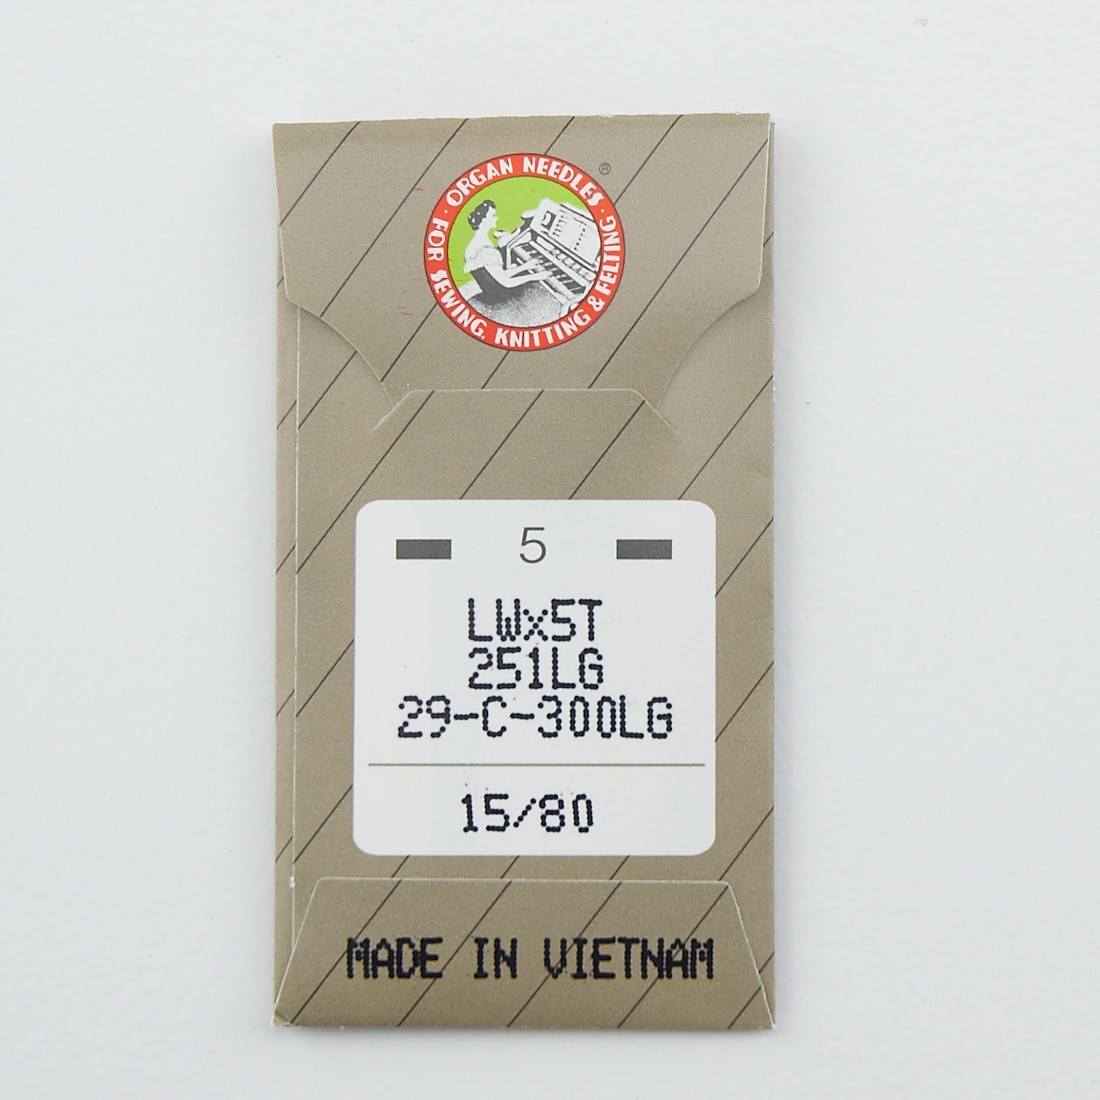 ORGAN NEEDLES ®
· FOR SEWING, KNITTING & FELTING ·
5
LWx5T
251LG
29-C-300LG
15/80
MADE IN VIETNAM